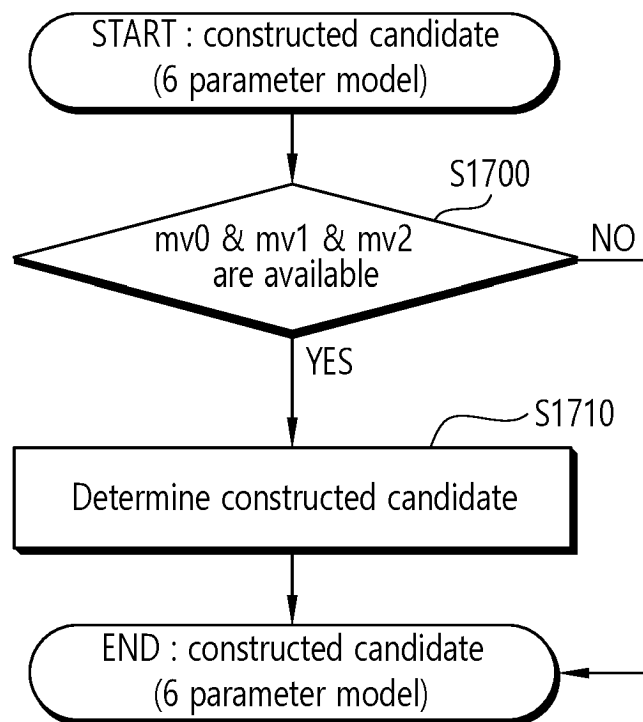 START : constructed candidate
(6 parameter model)
S1700
mv0 & mv1 & mv2
are available
NO
YES
S1710
Determine constructed candidate
END : constructed candidate
(6 parameter model)